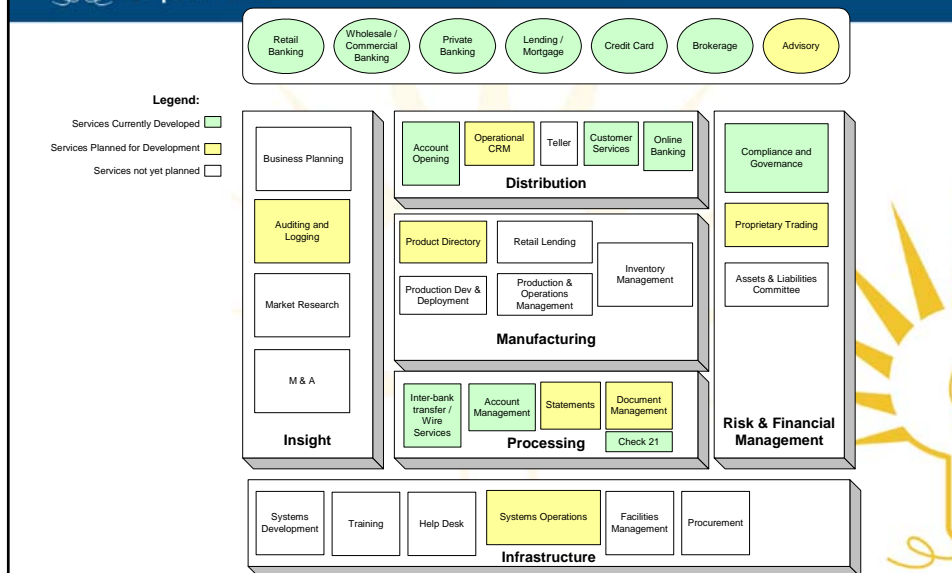 Retail
Banking
Wholesale /
Commercial
Banking
Private
Banking
Lending /
Mortgage
Credit Card
Brokerage
Advisory
Legend:
Services Currently Developed
Services Planned for Development
Services not yet planned
Business Planning
Auditing and
Logging
Market Research
M & A
Insight
Account
Opening
Operational
CRM
Teller
Customer
Services
Online
Banking
Distribution
Product Directory
Retail Lending
Inventory
Management
Production Dev &
Deployment
Production &
Operations
Management
Manufacturing
Inter-bank
transfer /
Wire
Services
Account
Management
Statements
Document
Management
Check 21
Processing
Compliance and
Governance
Proprietary Trading
Assets & Liabilities
Committee
Risk & Financial
Management
Systems
Development
Training
Help Desk
Systems Operations
Facilities
Management
Procurement
Infrastructure